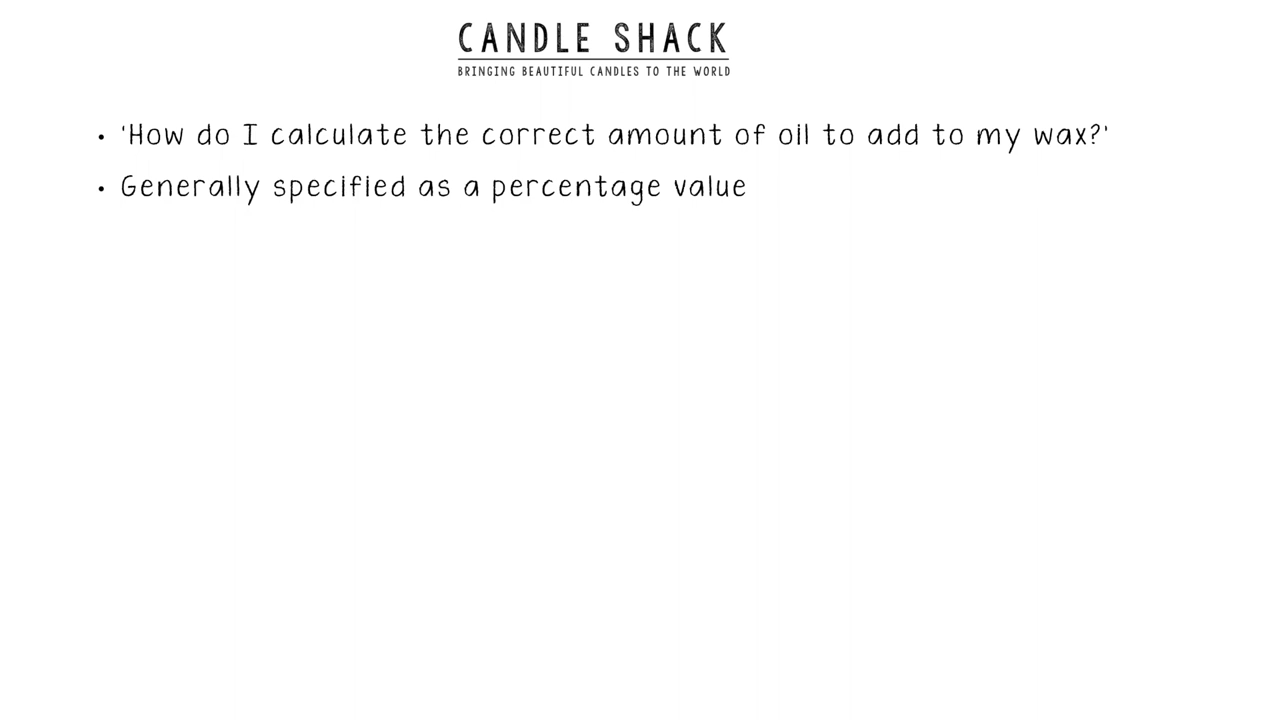 CANDLE SHACK
BRINGING BEAUTIFUL CANDLES TO THE WORLD
• 'How do I calculate the correct amount of oil to add to my wax?'
• Generally specified as a percentage value